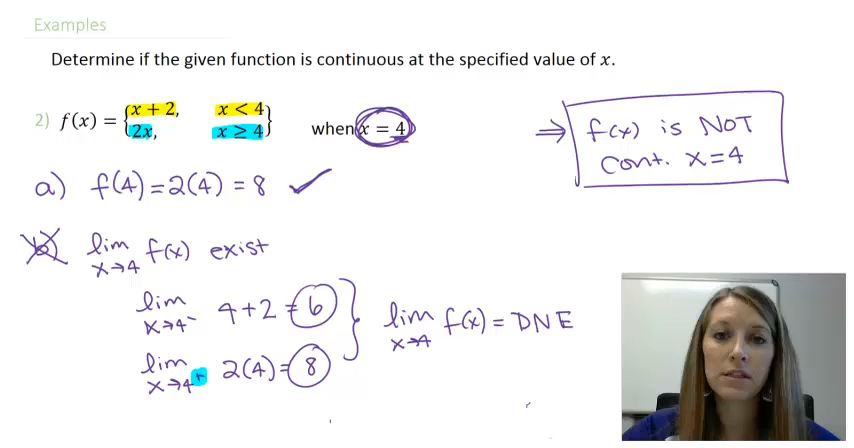 Examples
Determine if the given function is continuous at the specified value of x.
2) f(x) = {x + 2, x < 4
2x, x ≥ 4} when x = 4
⇒ f(x) is NOT
cont. x = 4
a) f(4) = 2(4) = 8 ✓
b) lim x→4 f(x) exist
lim x→4⁻ 4 + 2 = 6
lim x→4⁺ 2(4) = 8
} lim x→4 f(x) = DNE